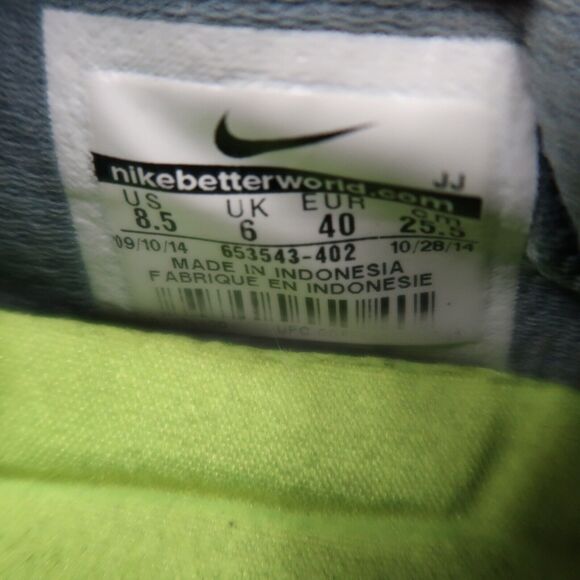 JJ
nikebetterworld.com
US UK EUR cm
8.5 6 40 25.5
09/10/14 653543-402 10/28/14
MADE IN INDONESIA
FABRIQUE EN INDONESIE
UPC